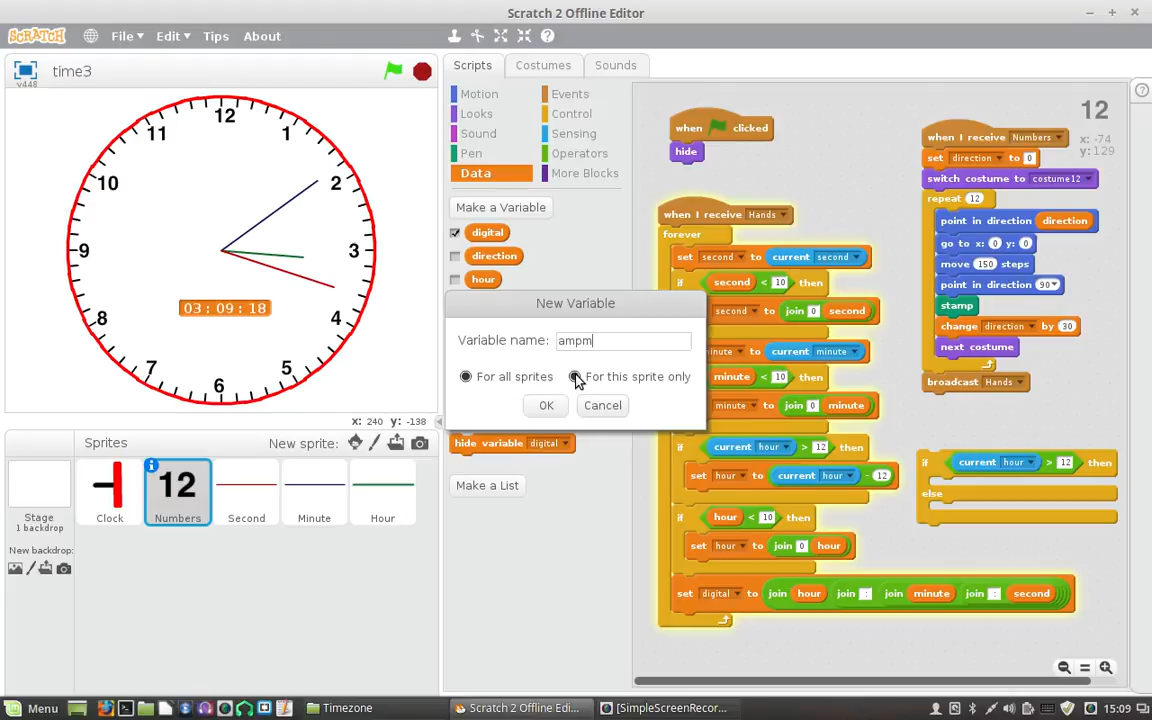 Scratch 2 Offline Editor
SCRATCH File Edit Tips About
v448 time3
Scripts Costumes Sounds
12
1
2
3
4
5
6
7
8
9
10
11
03 : 09 : 18
x: 240 y: -138
Motion Events
Looks Control
Sound Sensing
Pen Operators
Data More Blocks
Make a Variable
digital
direction
hour
hide variable digital
Make a List
New Variable
Variable name: ampm
For all sprites For this sprite only
OK Cancel
when clicked
hide
when I receive Hands
forever
set second to current second
if second < 10 then
second to join 0 second
inute to current minute
minute < 10 then
minute to join 0 minute
if current hour > 12 then
set hour to current hour - 12
if hour < 10 then
set hour to join 0 hour
set digital to join hour join : join minute join : second
12
x: -74
y: 129
when I receive Numbers
set direction to 0
switch costume to costume12
repeat 12
point in direction direction
go to x: 0 y: 0
move 150 steps
point in direction 90
stamp
change direction by 30
next costume
broadcast Hands
if current hour > 12 then
else
Sprites New sprite:
Stage
1 backdrop
New backdrop:
Clock
12
Numbers
Second
Minute
Hour
Menu Timezone Scratch 2 Offline Edi... [SimpleScreenRecor... 15:09